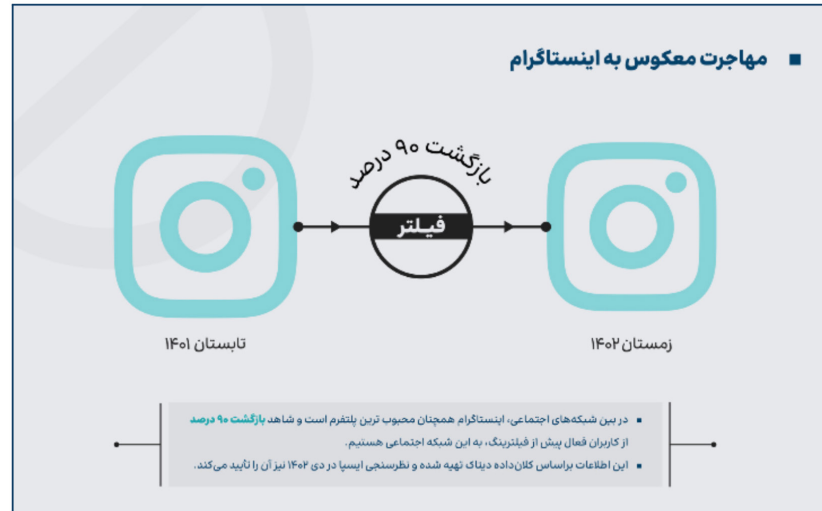 مهاجرت معکوس به اینستاگرام
بازگشت ۹۰ درصد
فیلتر
تابستان ۱۴۰۱
زمستان ۱۴۰۲
در بین شبکه‌های اجتماعی، اینستاگرام همچنان محبوب ترین پلتفرم است و شاهد بازگشت ۹۰ درصد
از کاربران فعال پیش از فیلترینگ، به این شبکه اجتماعی هستیم.
این اطلاعات براساس کلان‌داده دیتاک تهیه شده و نظرسنجی ایسپا در دی ۱۴۰۲ نیز آن را تأیید می‌کند.